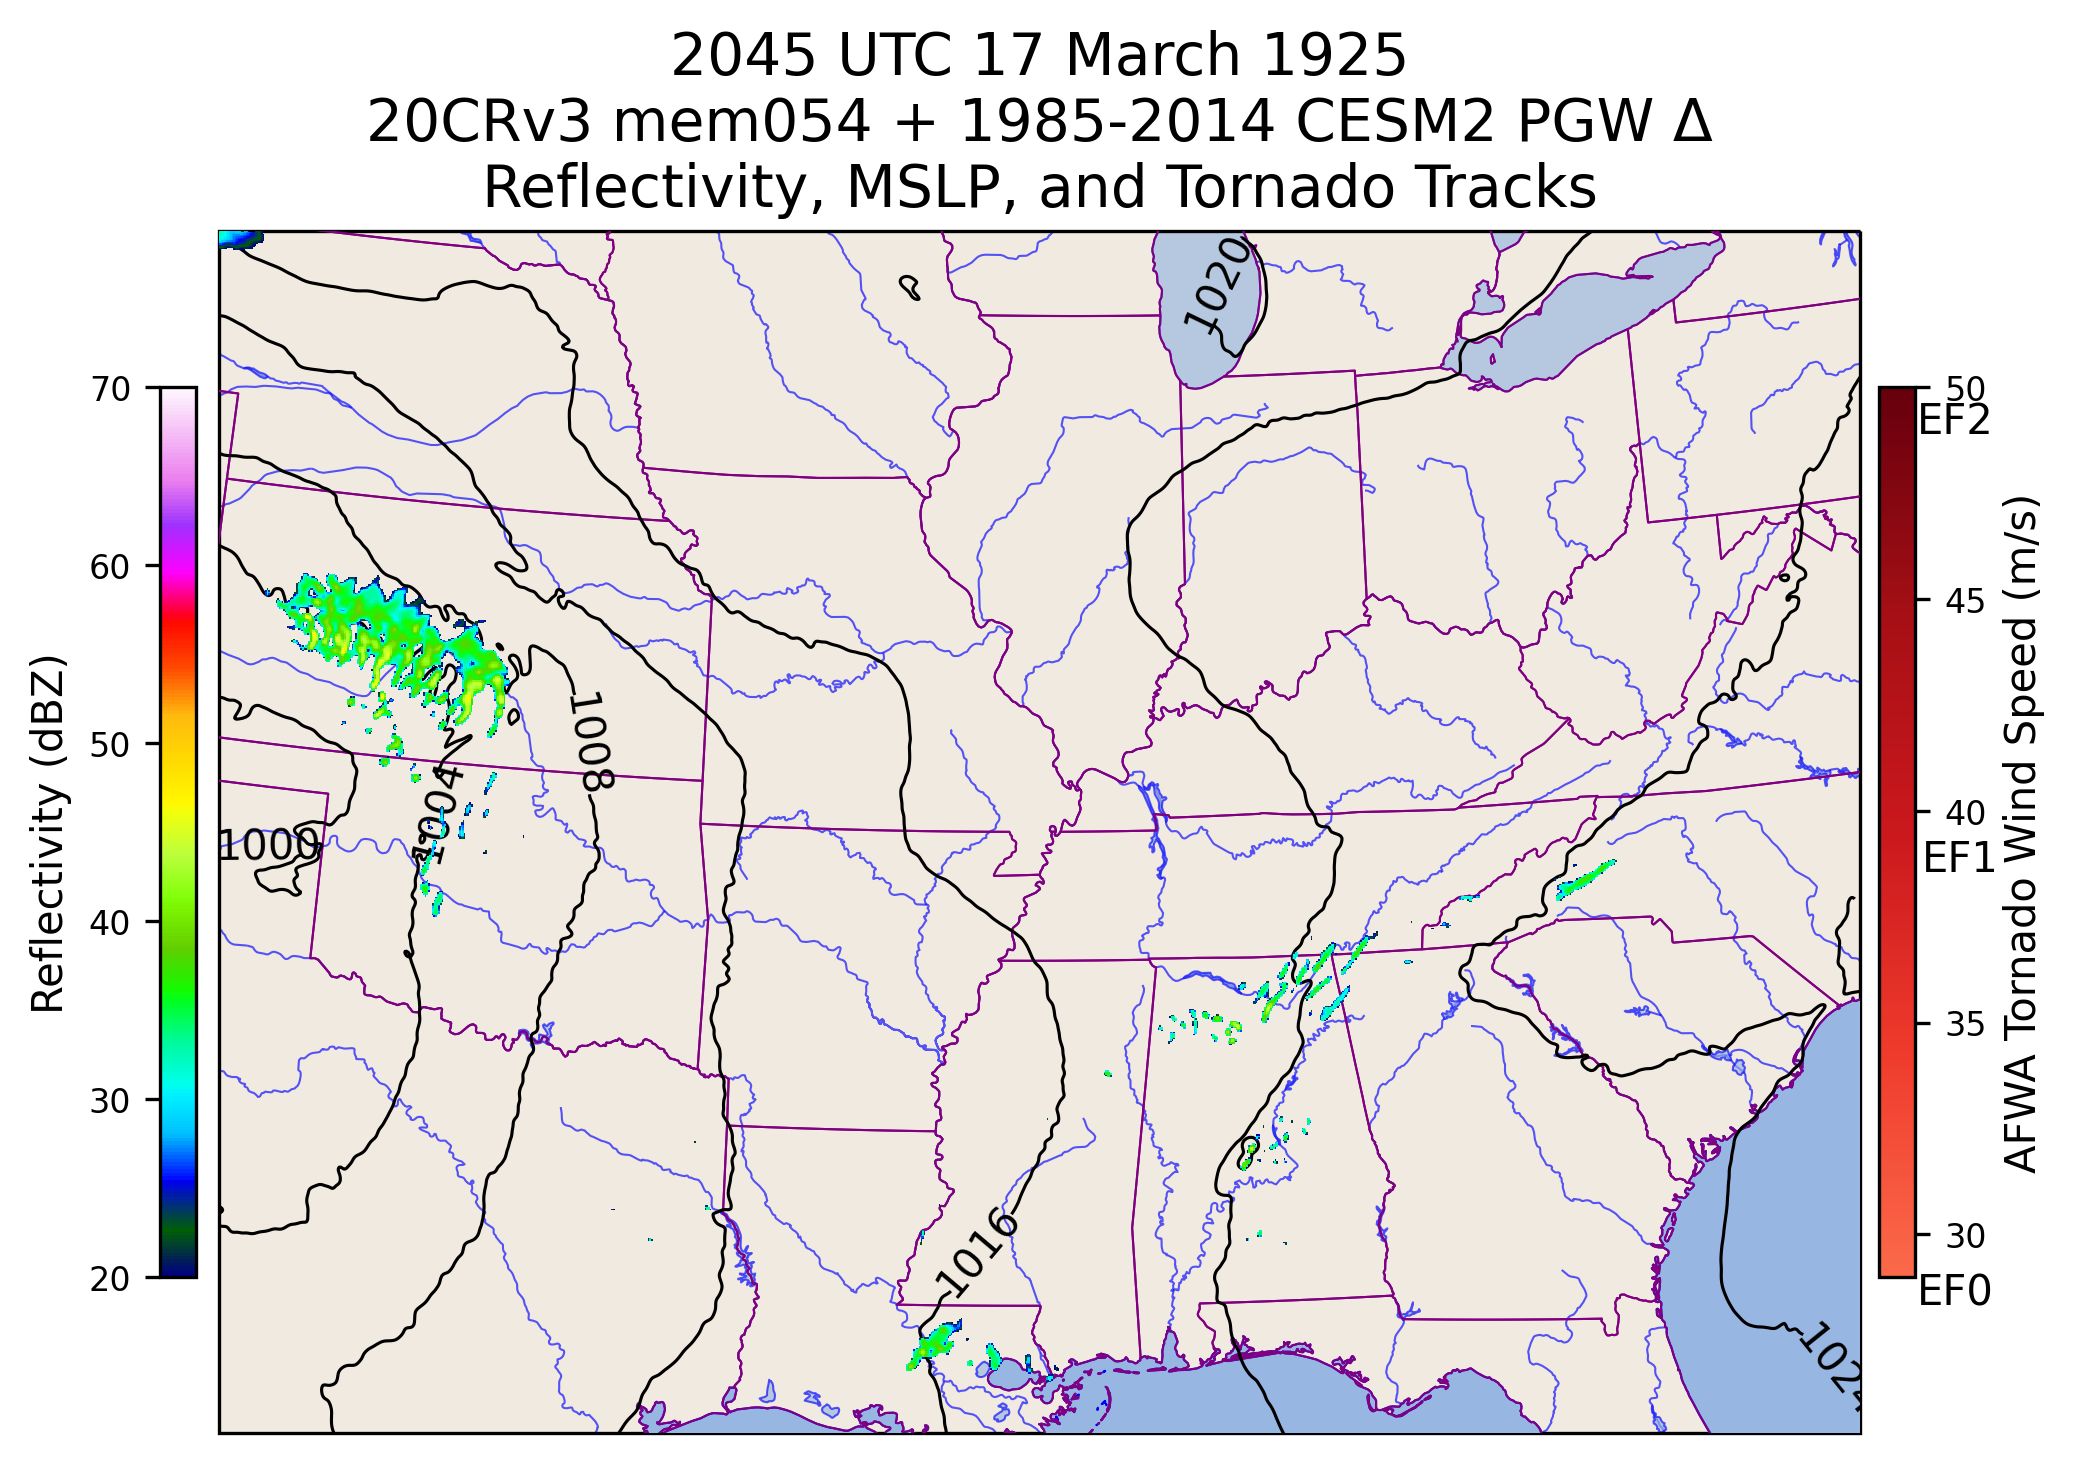 2045 UTC 17 March 1925
20CRv3 mem054 + 1985-2014 CESM2 PGW Δ
Reflectivity, MSLP, and Tornado Tracks
1020
1008
1004
1000
1016
1024
70
60
50
40
30
20
Reflectivity (dBZ)
50
EF2
45
40
EF1
35
30
EF0
AFWA Tornado Wind Speed (m/s)